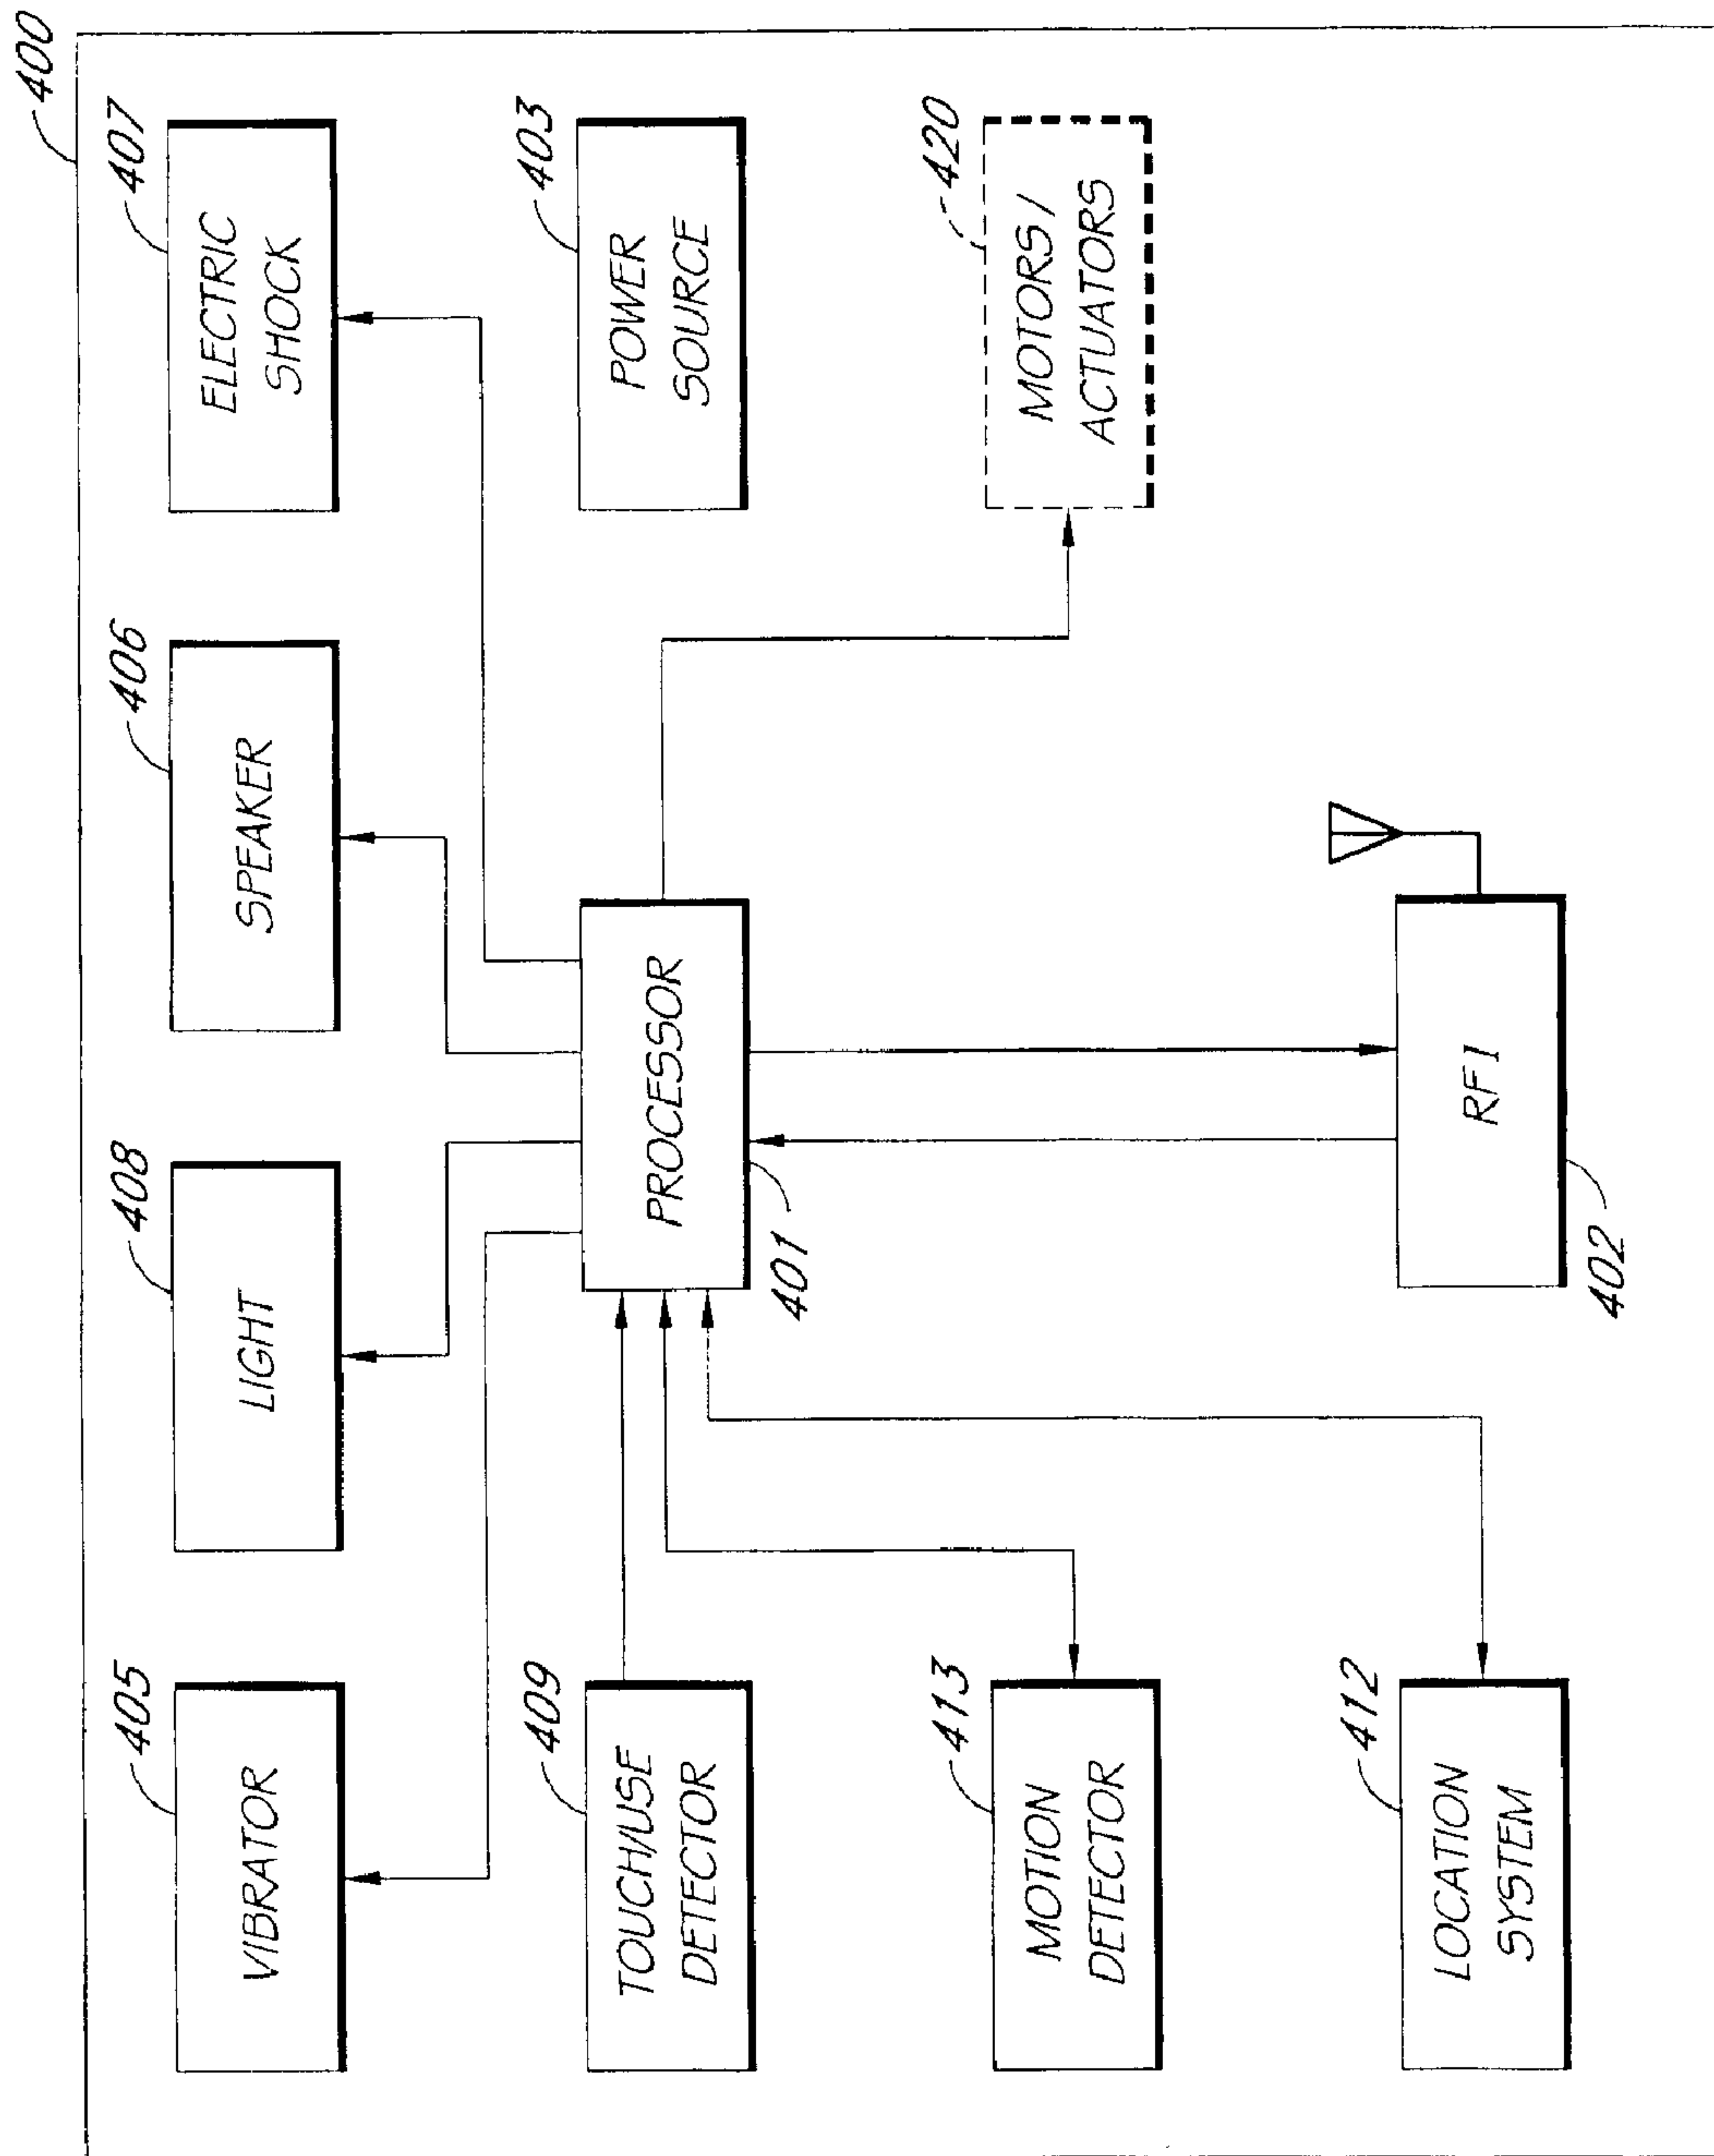 400
405
VIBRATOR
408
LIGHT
406
SPEAKER
407
ELECTRIC
SHOCK
409
TOUCH/USE
DETECTOR
PROCESSOR
401
403
POWER
SOURCE
413
MOTION
DETECTOR
420
MOTORS/
ACTUATORS
412
LOCATION
SYSTEM
RFI
402